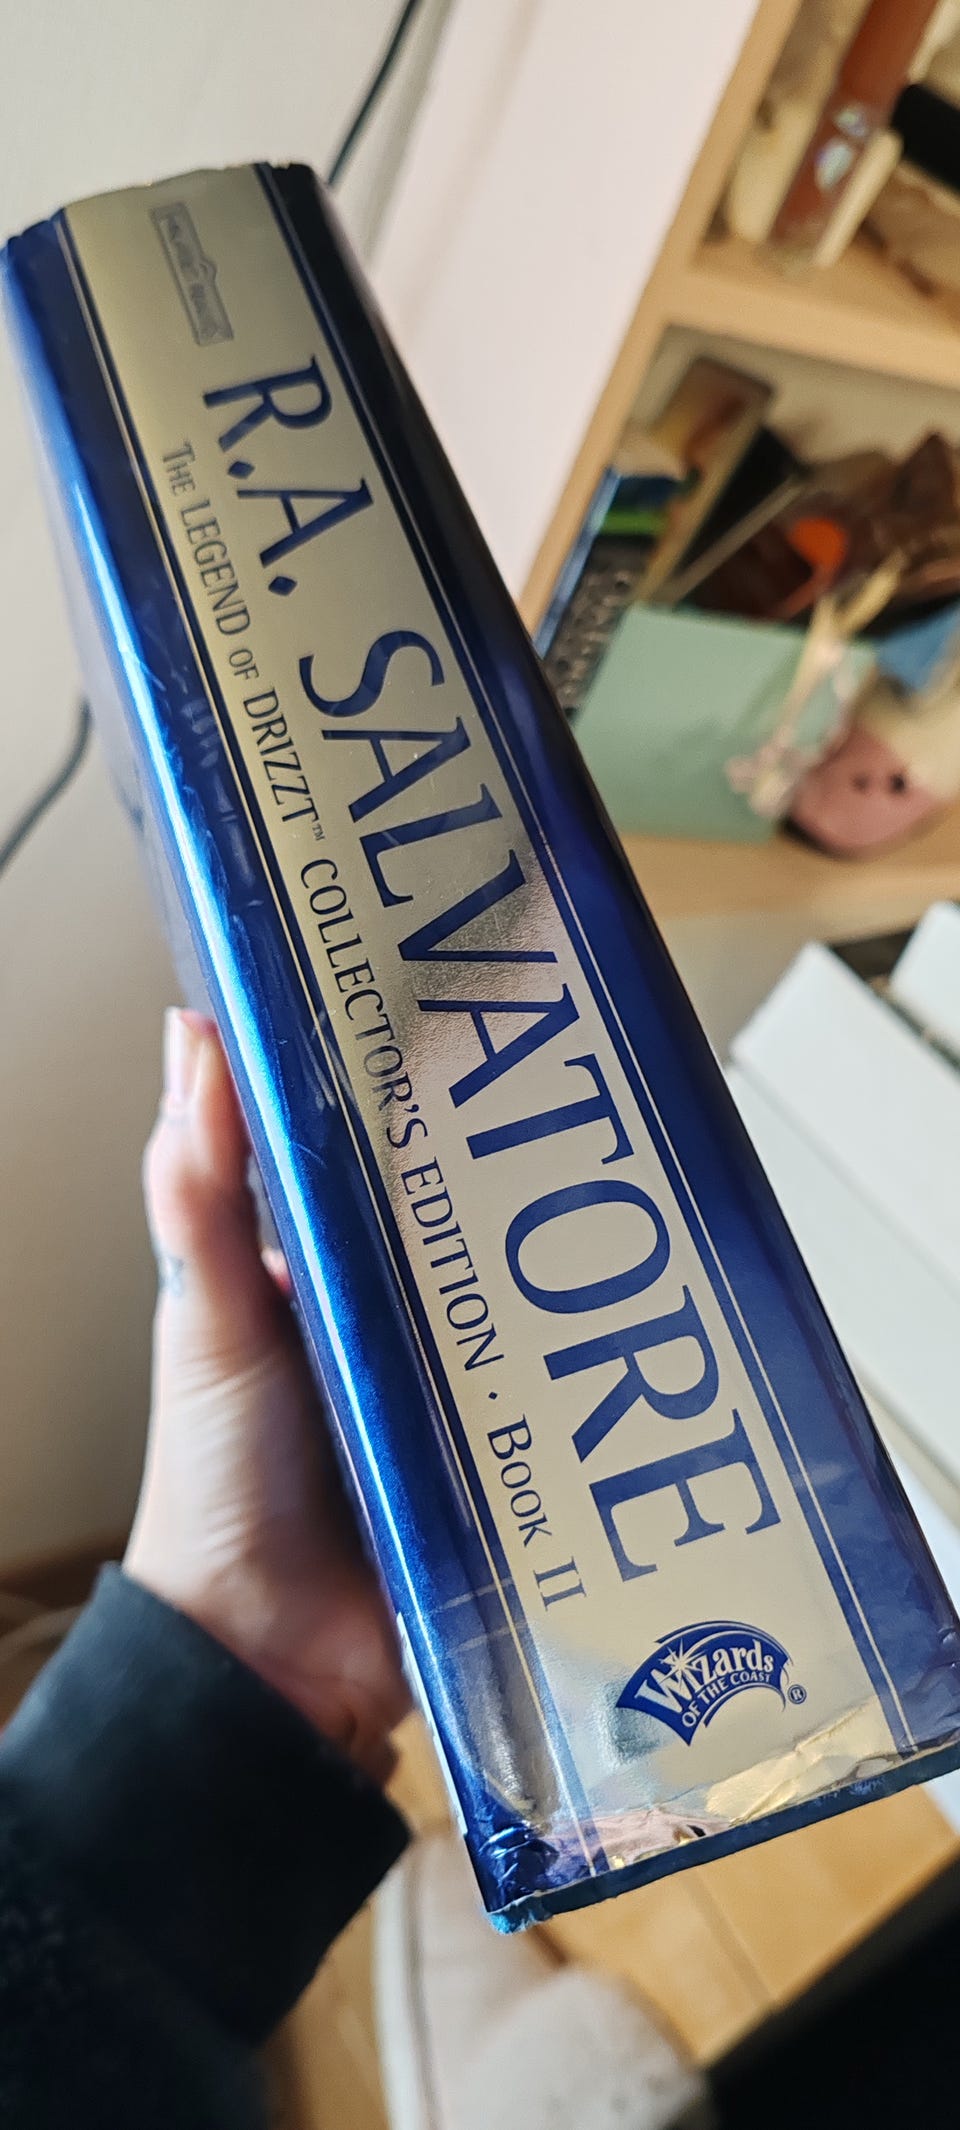 R.A. SALVATORE
THE LEGEND OF DRIZZT™ COLLECTOR'S EDITION · BOOK II
Wizards
OF THE COAST
®